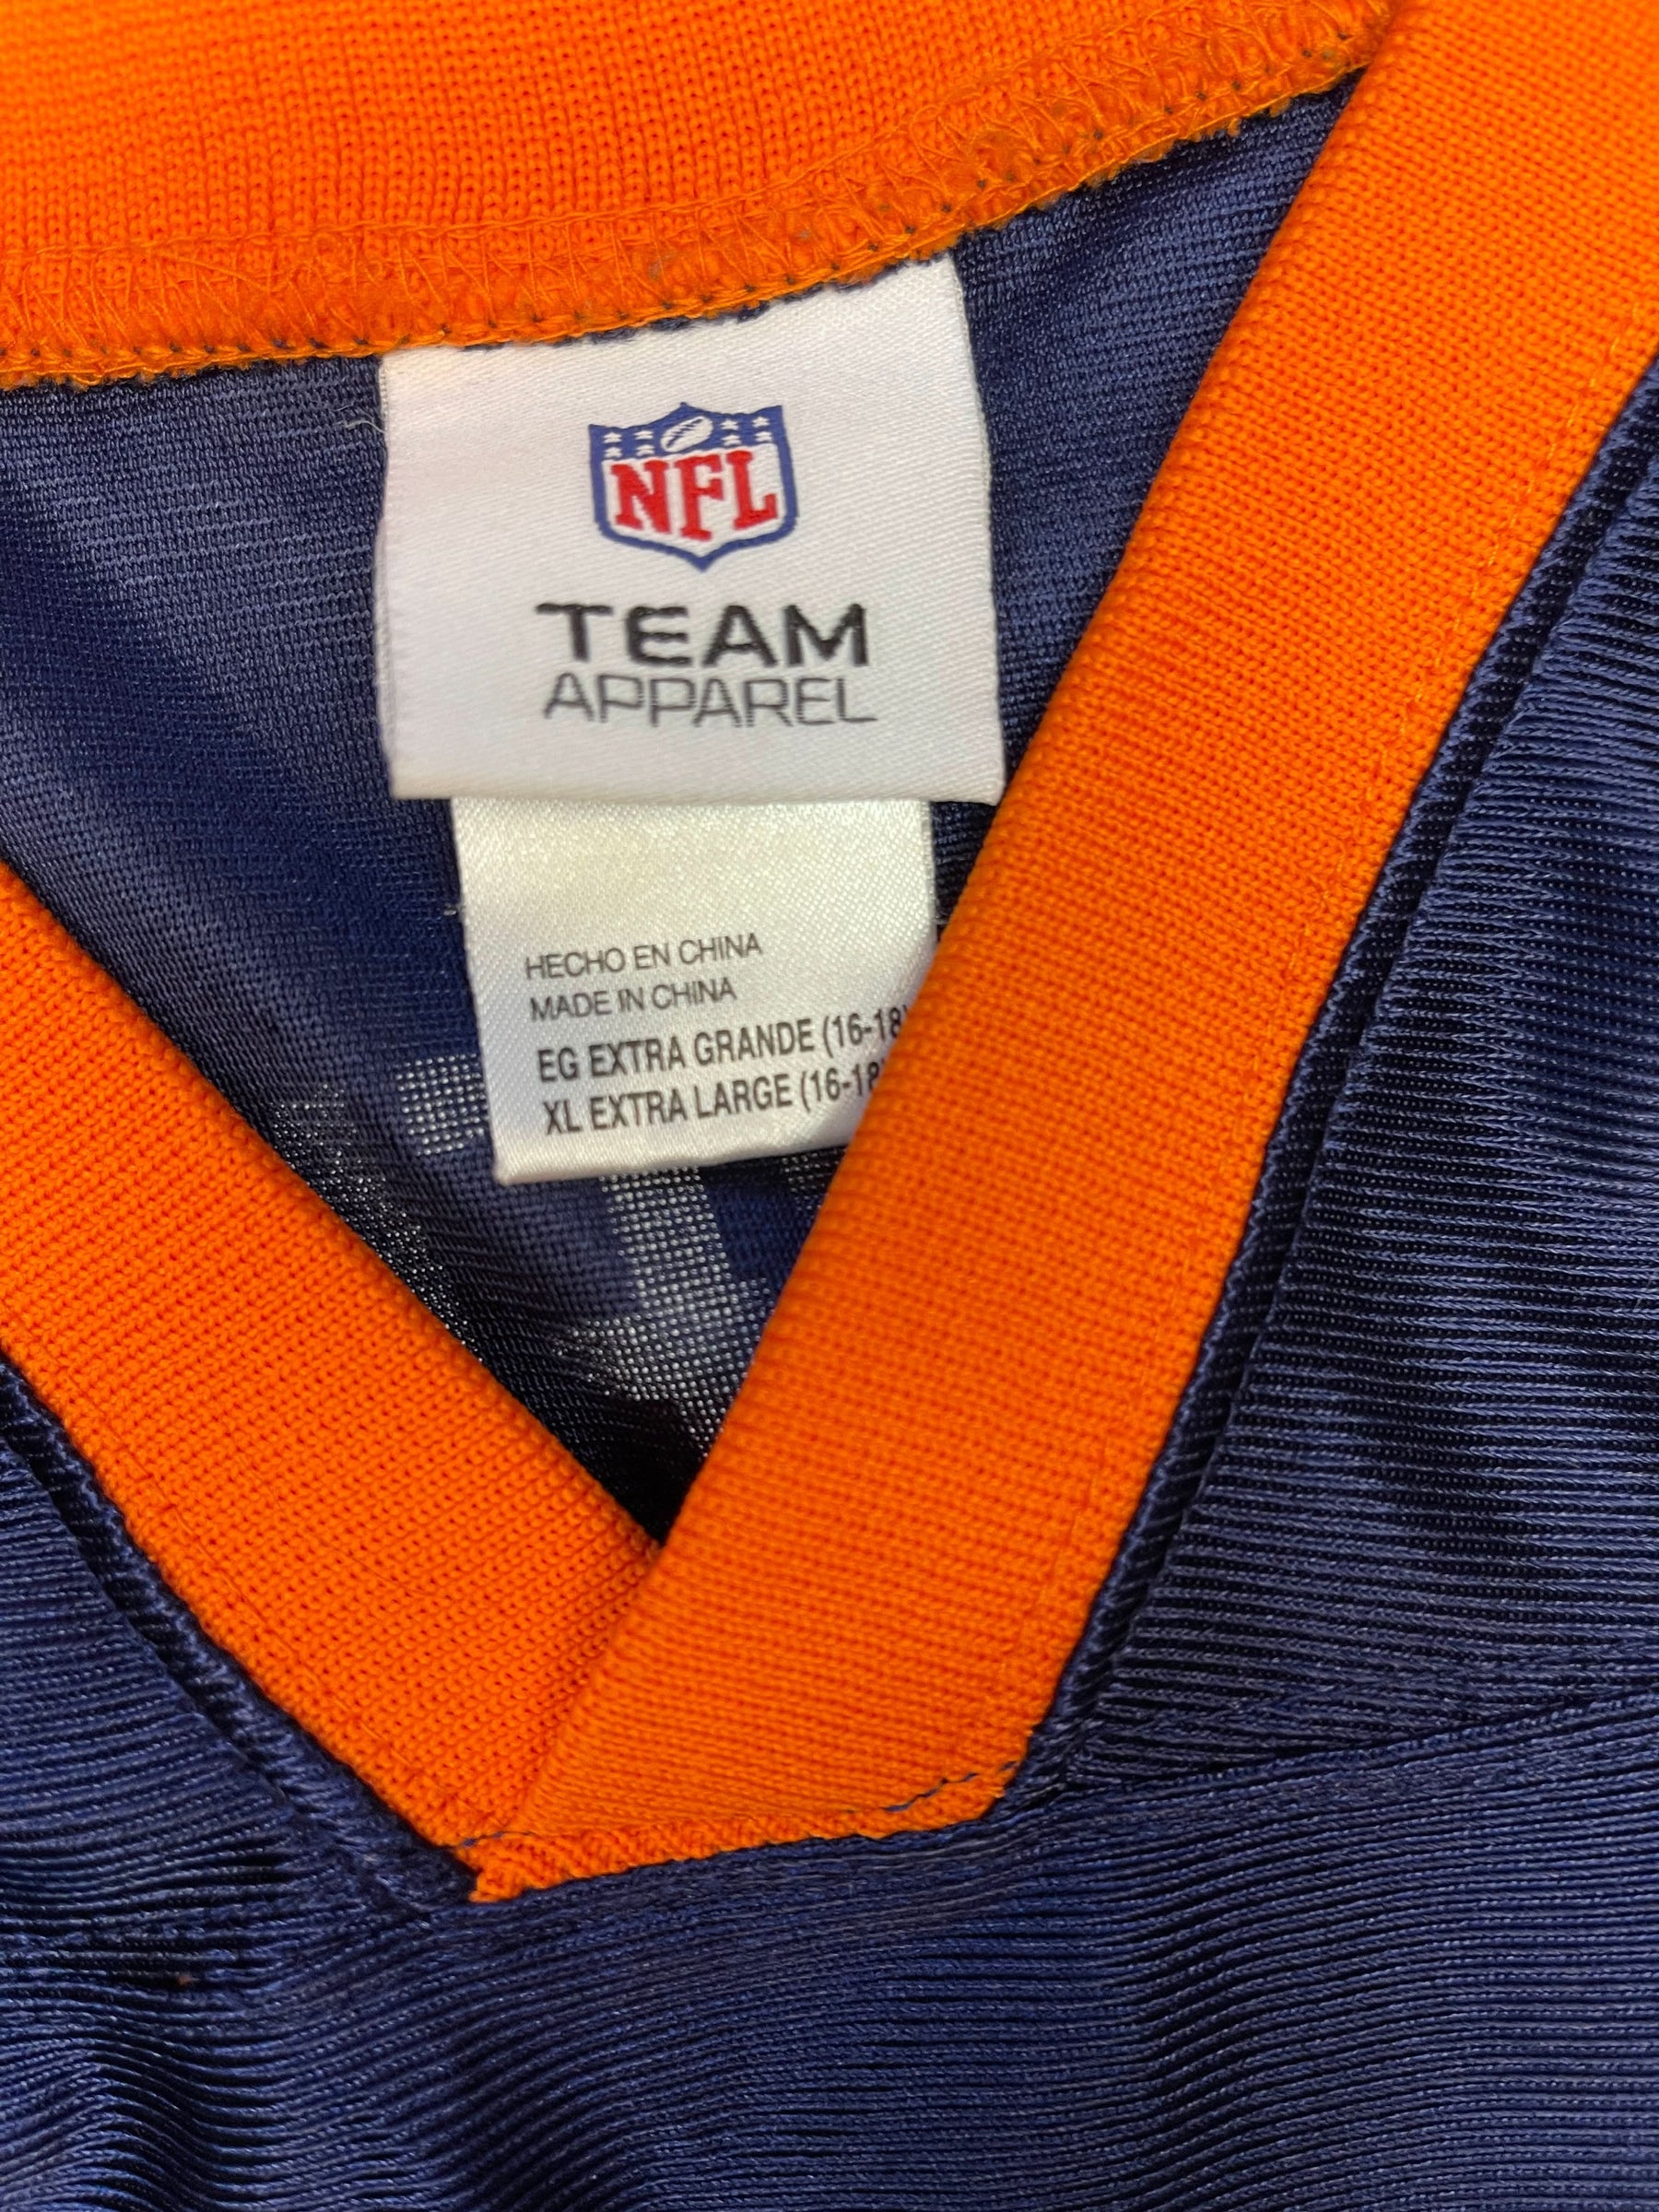 NFL
TEAM
APPAREL
HECHO EN CHINA
MADE IN CHINA
EG EXTRA GRANDE (16-18)
XL EXTRA LARGE (16-18